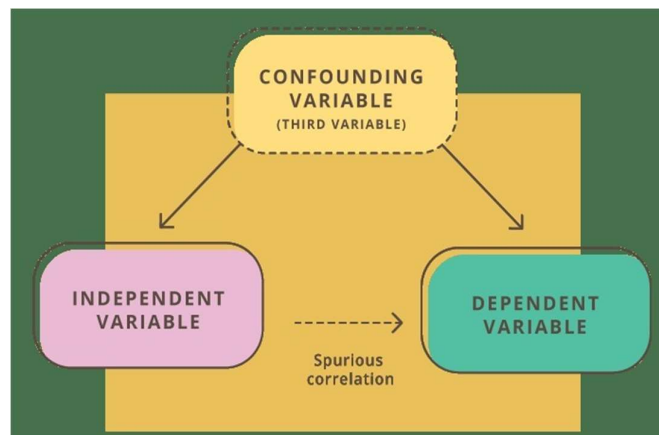 CONFOUNDING
VARIABLE
(THIRD VARIABLE)
INDEPENDENT
VARIABLE
DEPENDENT
VARIABLE
Spurious
correlation